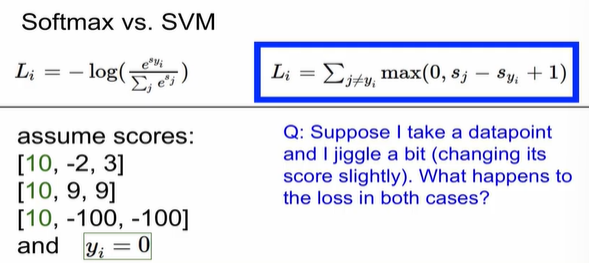 Softmax vs. SVM
L_i = − log(e^{s_{y_i}} / ∑_j e^{s_j})
L_i = ∑_{j≠y_i} max(0, s_j − s_{y_i} + 1)
assume scores:
[10, -2, 3]
[10, 9, 9]
[10, -100, -100]
and y_i = 0
Q: Suppose I take a datapoint
and I jiggle a bit (changing its
score slightly). What happens to
the loss in both cases?